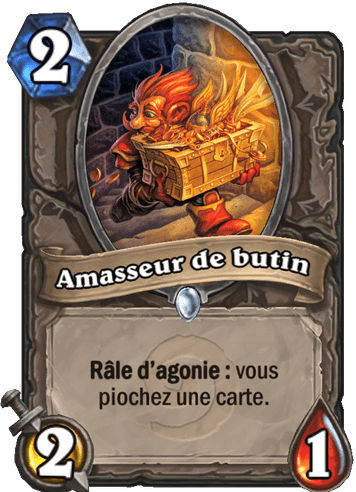 2
Amasseur de butin
Râle d’agonie : vous
piochez une carte.
2
1